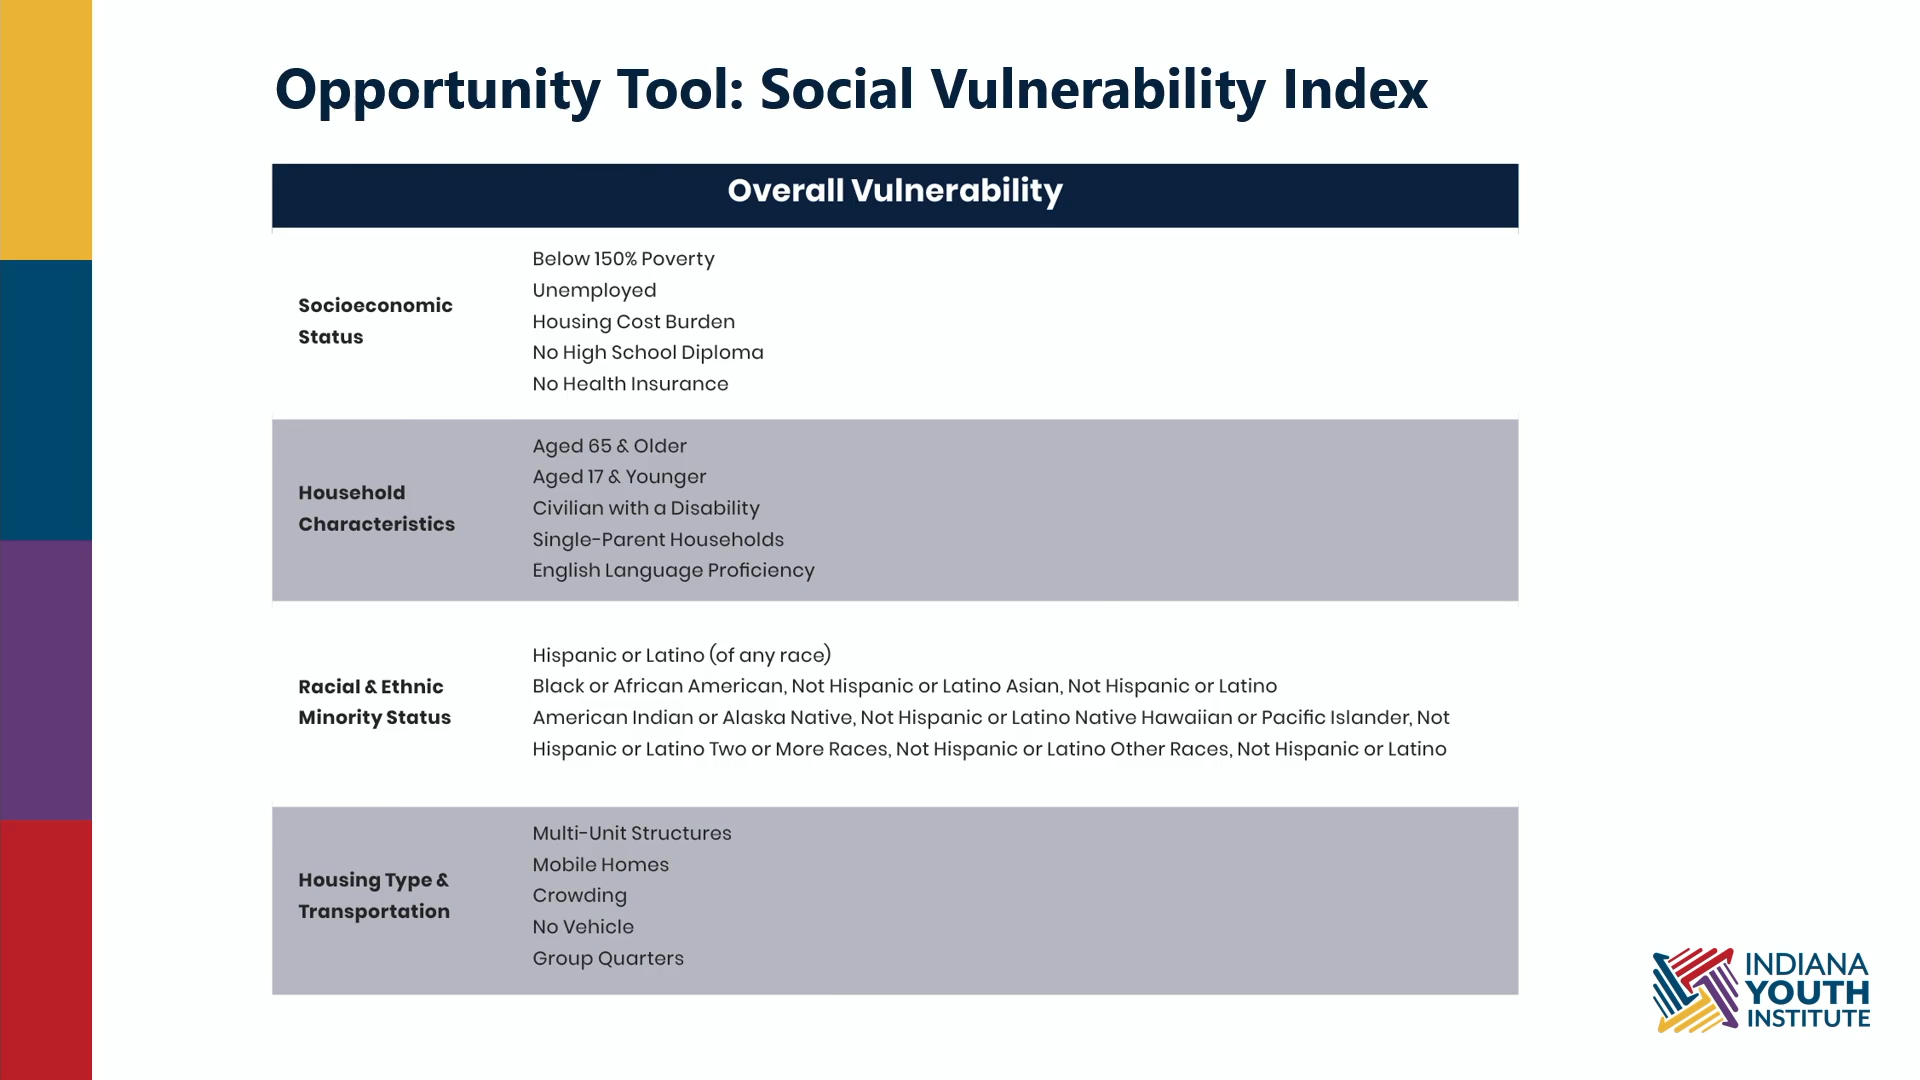 Opportunity Tool: Social Vulnerability Index
Overall Vulnerability
Socioeconomic
Status
Below 150% Poverty
Unemployed
Housing Cost Burden
No High School Diploma
No Health Insurance
Household
Characteristics
Aged 65 & Older
Aged 17 & Younger
Civilian with a Disability
Single-Parent Households
English Language Proficiency
Racial & Ethnic
Minority Status
Hispanic or Latino (of any race)
Black or African American, Not Hispanic or Latino Asian, Not Hispanic or Latino
American Indian or Alaska Native, Not Hispanic or Latino Native Hawaiian or Pacific Islander, Not
Hispanic or Latino Two or More Races, Not Hispanic or Latino Other Races, Not Hispanic or Latino
Housing Type &
Transportation
Multi-Unit Structures
Mobile Homes
Crowding
No Vehicle
Group Quarters
INDIANA
YOUTH
INSTITUTE